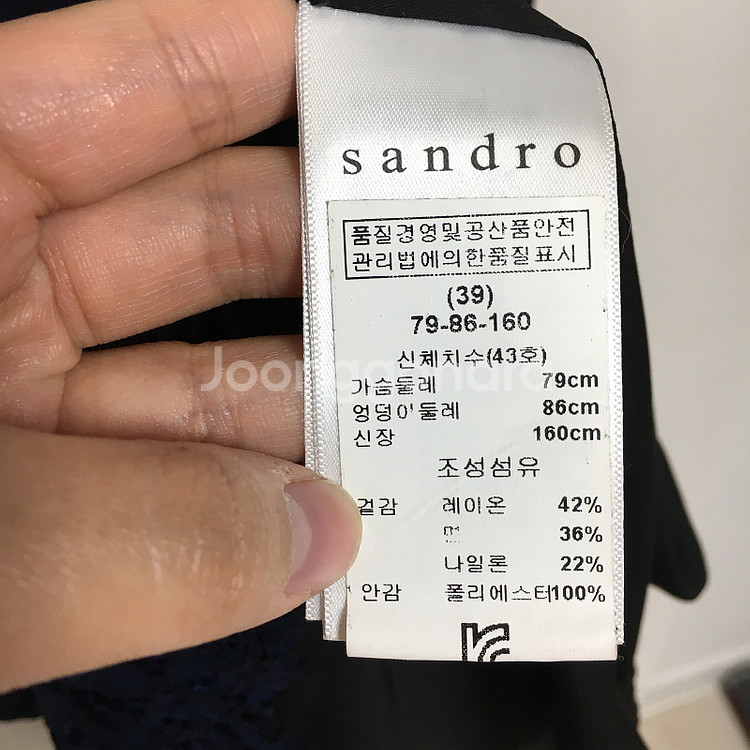 sandro
품질경영및공산품안전
관리법에의한품질표시
(39)
79-86-160
신체치수(43호)
가슴둘레 79cm
엉덩이둘레 86cm
신장 160cm
조성섬유
겉감 레이온 42%
면 36%
나일론 22%
안감 폴리에스터100%